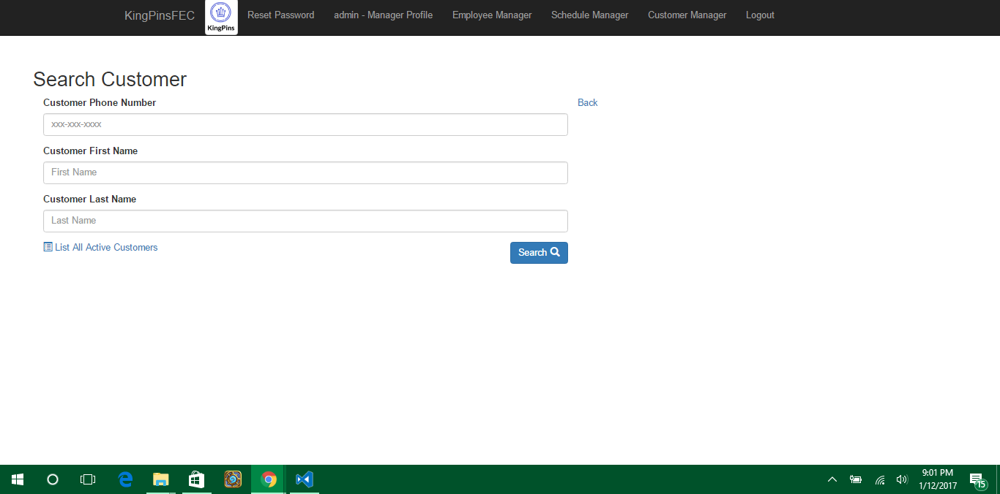 KingPinsFEC
KingPins
Reset Password
admin - Manager Profile
Employee Manager
Schedule Manager
Customer Manager
Logout
Search Customer
Customer Phone Number
Back
xxx-xxx-xxxx
Customer First Name
First Name
Customer Last Name
Last Name
List All Active Customers
Search
9:01 PM
1/12/2017
15